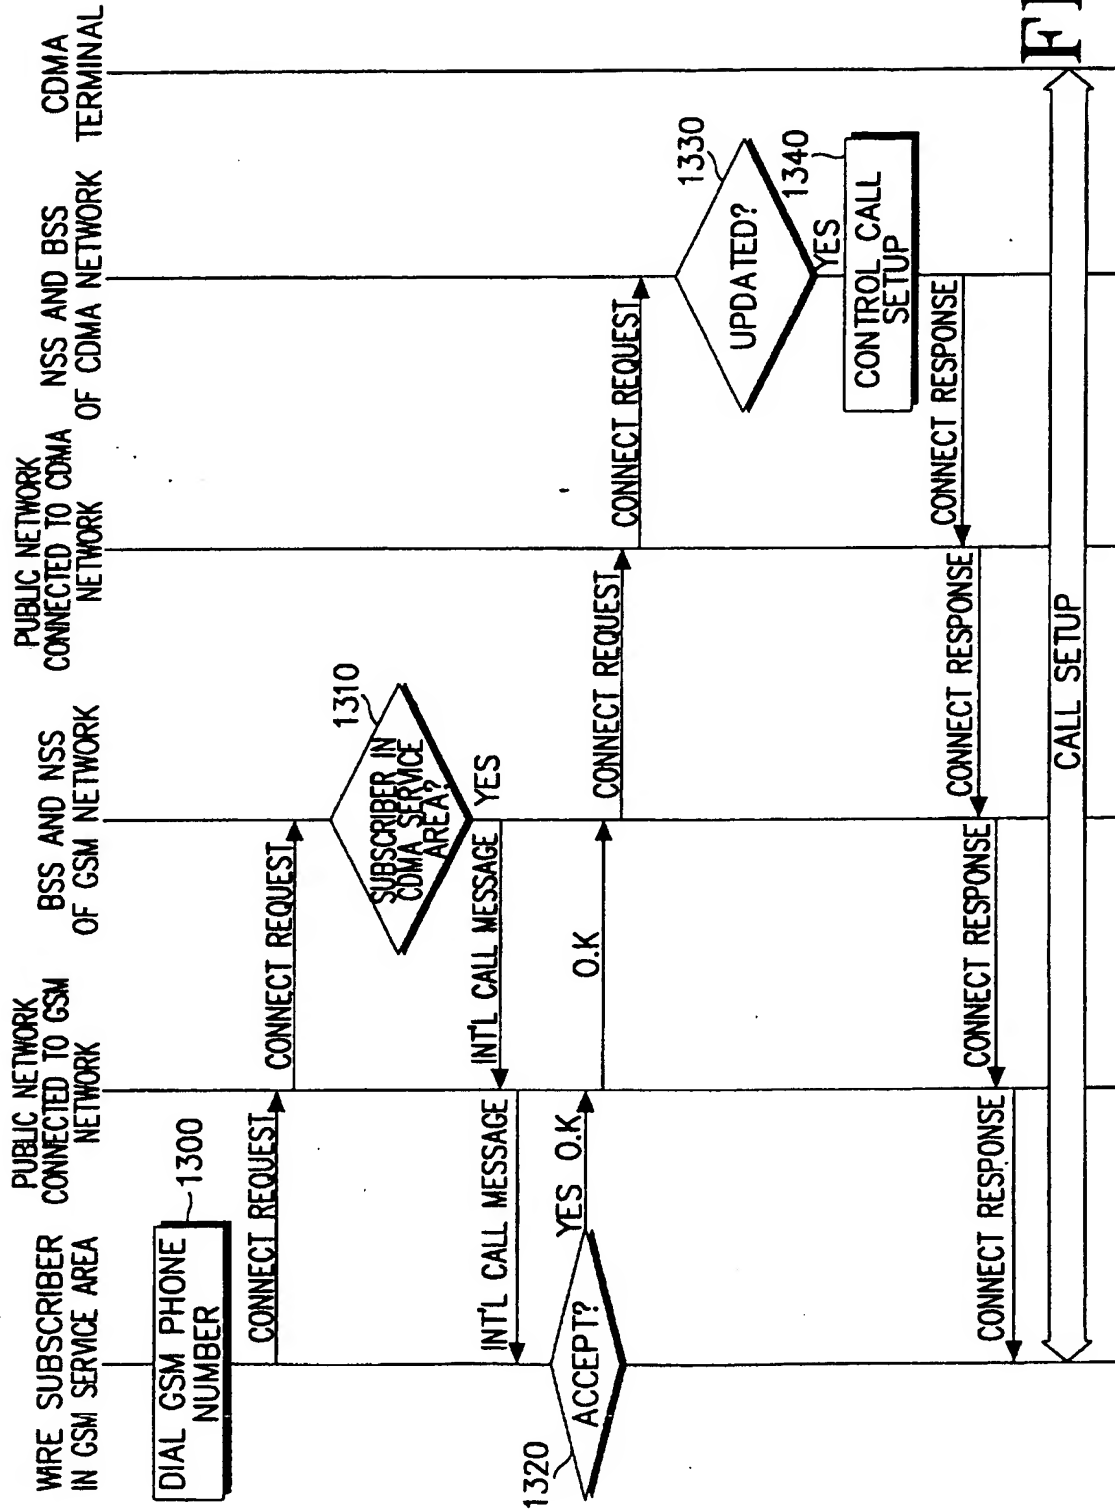 WIRE SUBSCRIBER
IN GSM SERVICE AREA
PUBLIC NETWORK
CONNECTED TO GSM
NETWORK
BSS AND NSS
OF GSM NETWORK
PUBLIC NETWORK
CONNECTED TO CDMA
NETWORK
NSS AND BSS
OF CDMA NETWORK
CDMA
TERMINAL
DIAL GSM PHONE
NUMBER
1300
CONNECT REQUEST
CONNECT REQUEST
SUBSCRIBER IN
CDMA SERVICE
AREA?
1310
YES
INT'L CALL MESSAGE
INT'L CALL MESSAGE
ACCEPT?
1320
YES O.K
O.K
CONNECT REQUEST
CONNECT REQUEST
UPDATED?
1330
YES
1340
CONTROL CALL
SETUP
CONNECT RESPONSE
CONNECT RESPONSE
CONNECT RESPONSE
CONNECT RESPONSE
CALL SETUP